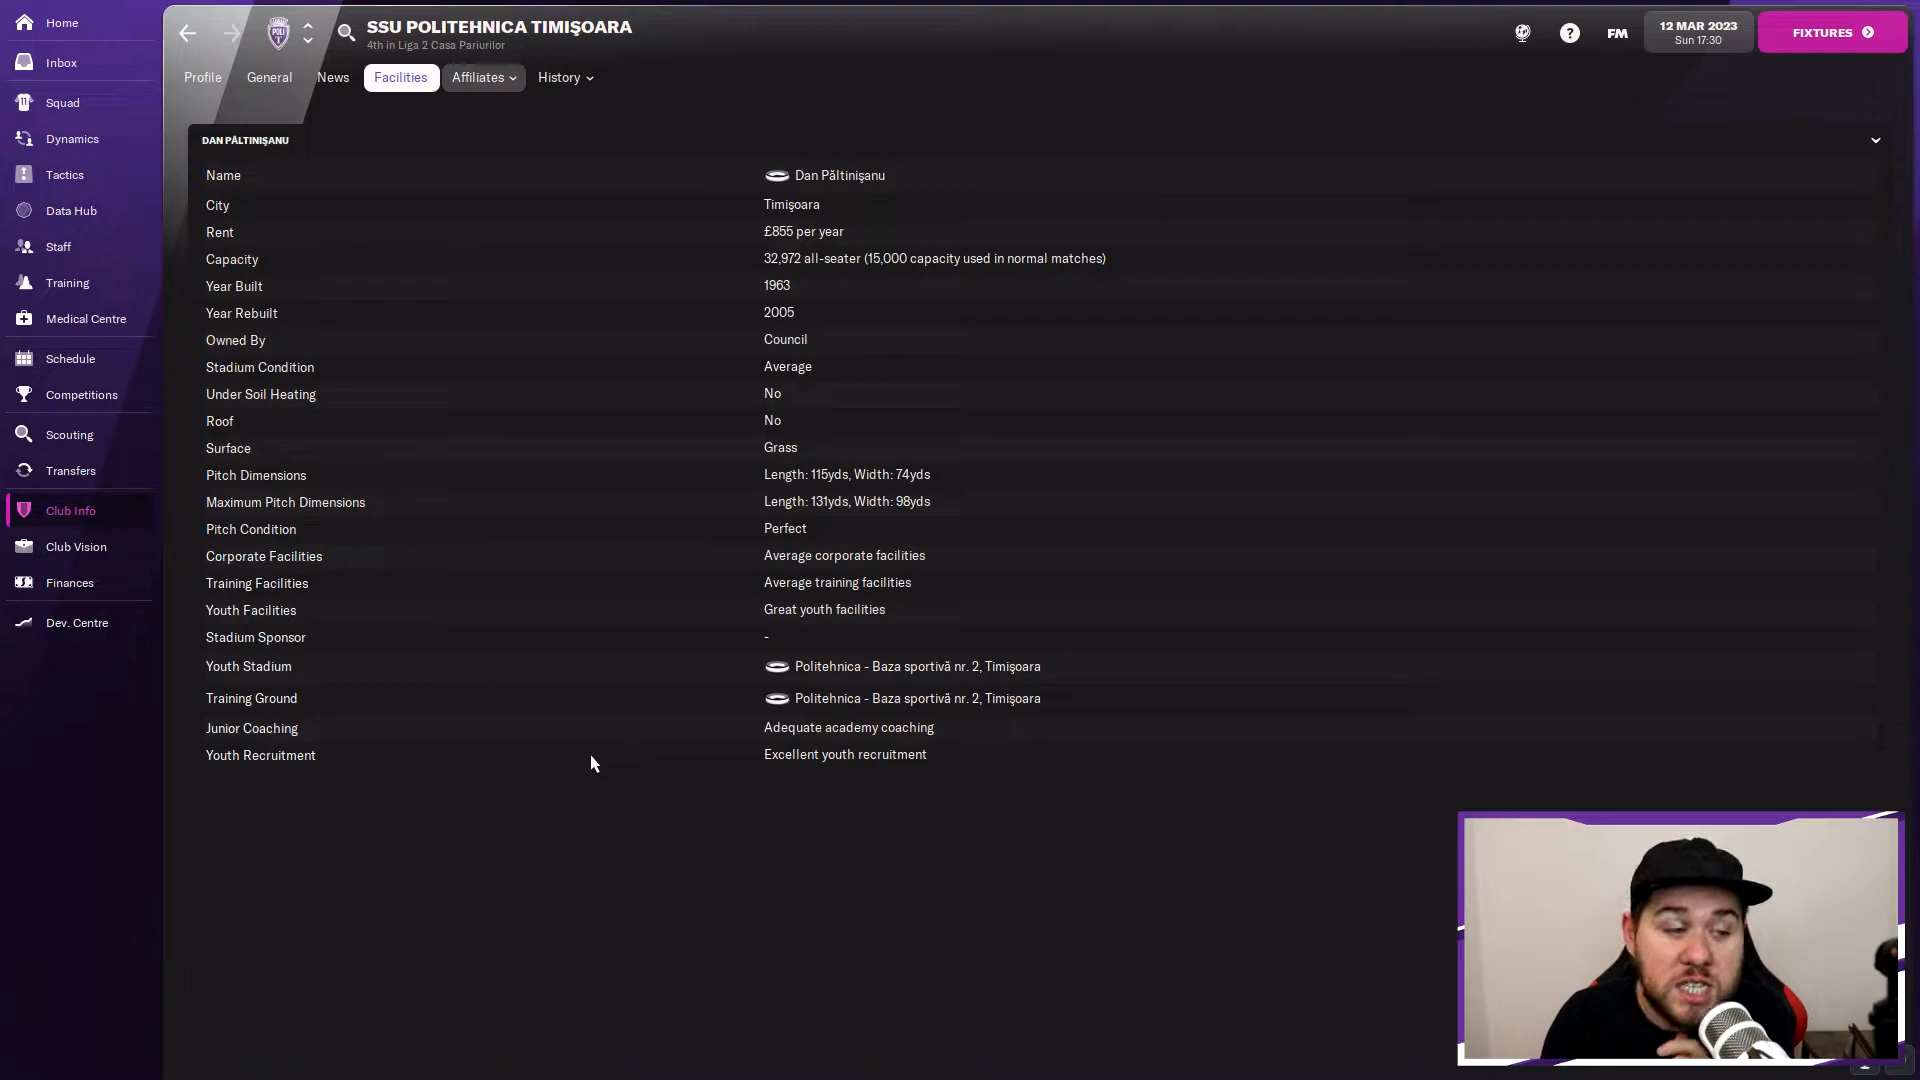 Home
Inbox
Squad
Dynamics
Tactics
Data Hub
Staff
Training
Medical Centre
Schedule
Competitions
Scouting
Transfers
Club Info
Club Vision
Finances
Dev. Centre
POLI
SSU POLITEHNICA TIMIŞOARA
4th in Liga 2 Casa Pariurilor
FM
12 MAR 2023
Sun 17:30
FIXTURES
Profile General News Facilities Affiliates History
DAN PĂLTINIŞANU
Name Dan Păltinişanu
City Timişoara
Rent £855 per year
Capacity 32,972 all-seater (15,000 capacity used in normal matches)
Year Built 1963
Year Rebuilt 2005
Owned By Council
Stadium Condition Average
Under Soil Heating No
Roof No
Surface Grass
Pitch Dimensions Length: 115yds, Width: 74yds
Maximum Pitch Dimensions Length: 131yds, Width: 98yds
Pitch Condition Perfect
Corporate Facilities Average corporate facilities
Training Facilities Average training facilities
Youth Facilities Great youth facilities
Stadium Sponsor -
Youth Stadium Politehnica - Baza sportivă nr. 2, Timişoara
Training Ground Politehnica - Baza sportivă nr. 2, Timişoara
Junior Coaching Adequate academy coaching
Youth Recruitment Excellent youth recruitment